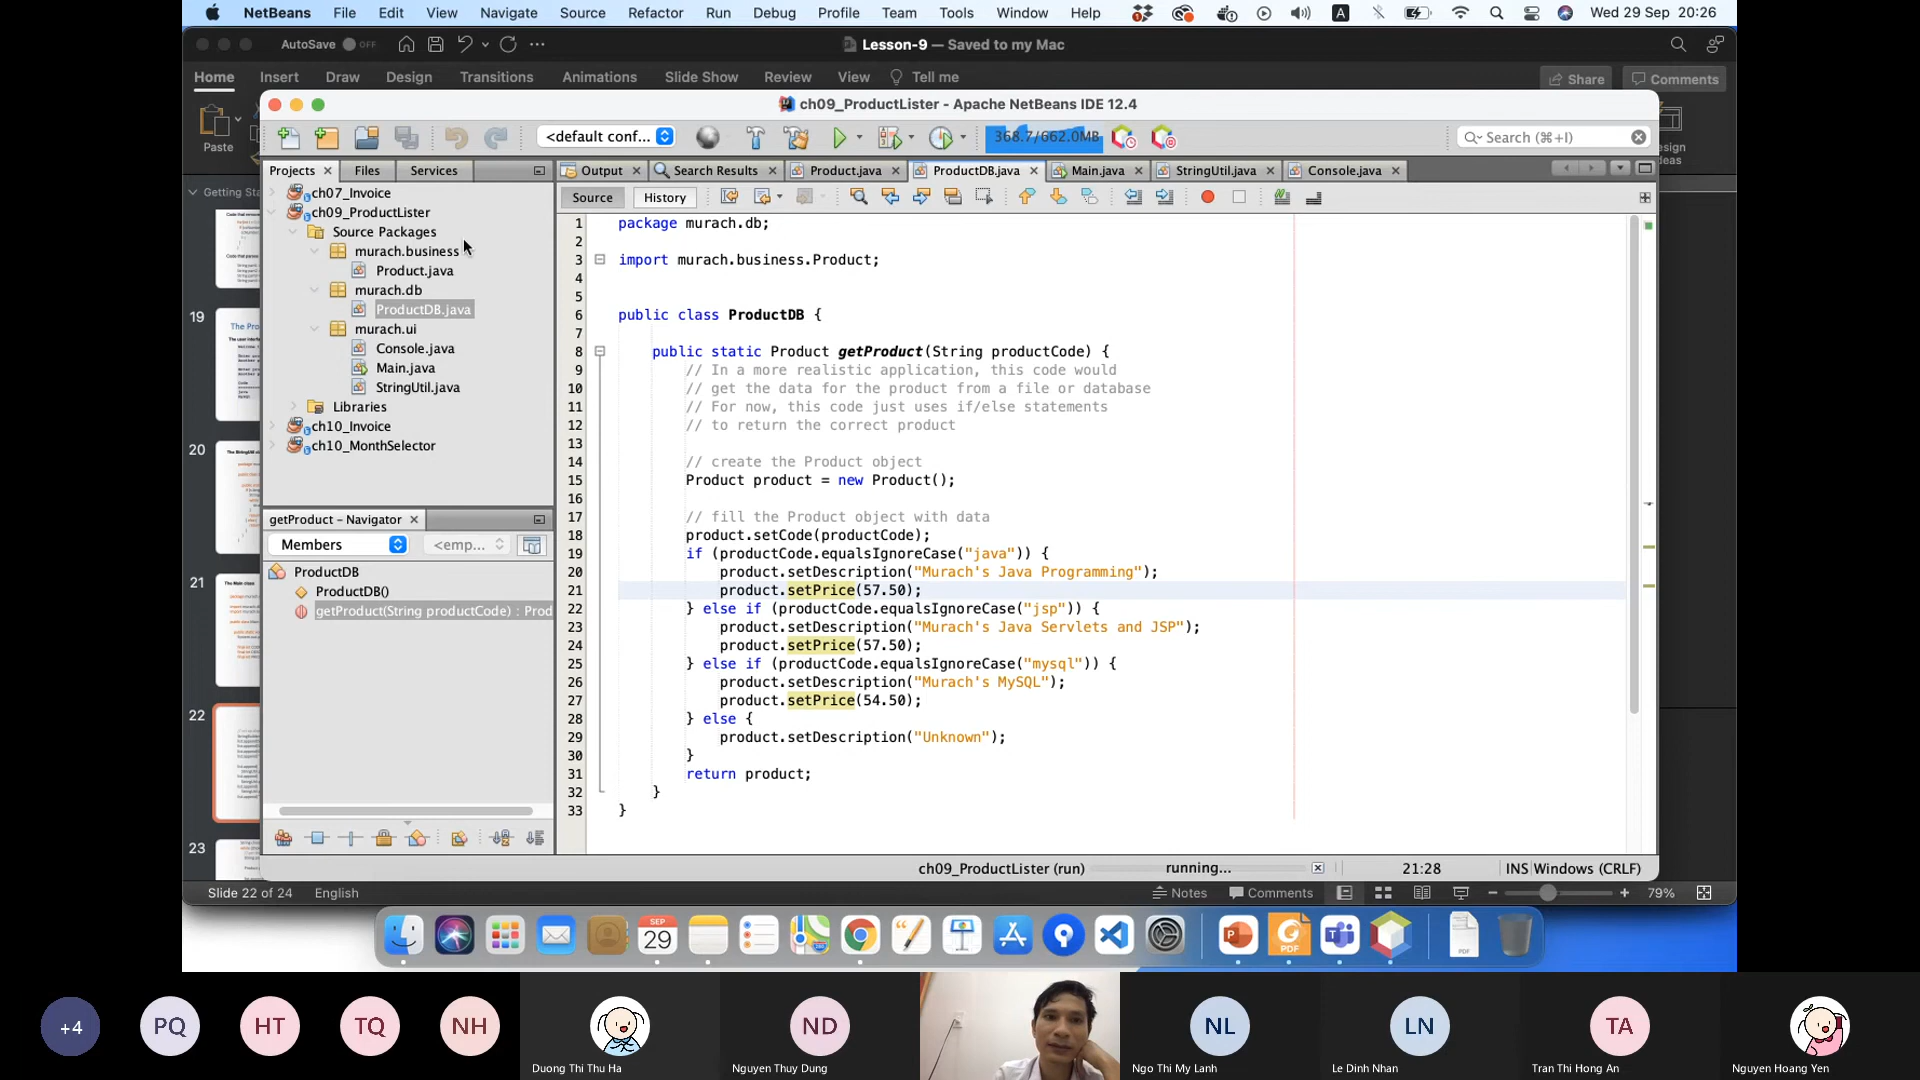 NetBeans File Edit View Navigate Source Refactor Run Debug Profile Team Tools Window Help A Wed 29 Sep 20:26
AutoSave OFF Lesson-9 — Saved to my Mac
Home Insert Draw Design Transitions Animations Slide Show Review View Tell me Share Comments
Paste
ch09_ProductLister - Apache NetBeans IDE 12.4
<default conf... 368.7/662.0MB Search (⌘+I)
Projects Files Services
Output Search Results Product.java ProductDB.java Main.java StringUtil.java Console.java
Source History
ch07_Invoice
ch09_ProductLister
Source Packages
murach.business
Product.java
murach.db
ProductDB.java
murach.ui
Console.java
Main.java
StringUtil.java
Libraries
ch10_Invoice
ch10_MonthSelector
getProduct – Navigator
Members <emp...
ProductDB
ProductDB()
getProduct(String productCode) : Prod
19
20
21
22
23
1 package murach.db;
2
3 import murach.business.Product;
4
5
6 public class ProductDB {
7
8 public static Product getProduct(String productCode) {
9 // In a more realistic application, this code would
10 // get the data for the product from a file or database
11 // For now, this code just uses if/else statements
12 // to return the correct product
13
14 // create the Product object
15 Product product = new Product();
16
17 // fill the Product object with data
18 product.setCode(productCode);
19 if (productCode.equalsIgnoreCase("java")) {
20 product.setDescription("Murach's Java Programming");
21 product.setPrice(57.50);
22 } else if (productCode.equalsIgnoreCase("jsp")) {
23 product.setDescription("Murach's Java Servlets and JSP");
24 product.setPrice(57.50);
25 } else if (productCode.equalsIgnoreCase("mysql")) {
26 product.setDescription("Murach's MySQL");
27 product.setPrice(54.50);
28 } else {
29 product.setDescription("Unknown");
30 }
31 return product;
32 }
33 }
ch09_ProductLister (run) running... 21:28 INS Windows (CRLF)
Slide 22 of 24 English Notes Comments 79%
SEP
29
PDF
PDF
+4 PQ HT TQ NH ND NL LN TA
Duong Thi Thu Ha Nguyen Thuy Dung Ngo Thi My Lanh Le Dinh Nhan Tran Thi Hong An Nguyen Hoang Yen